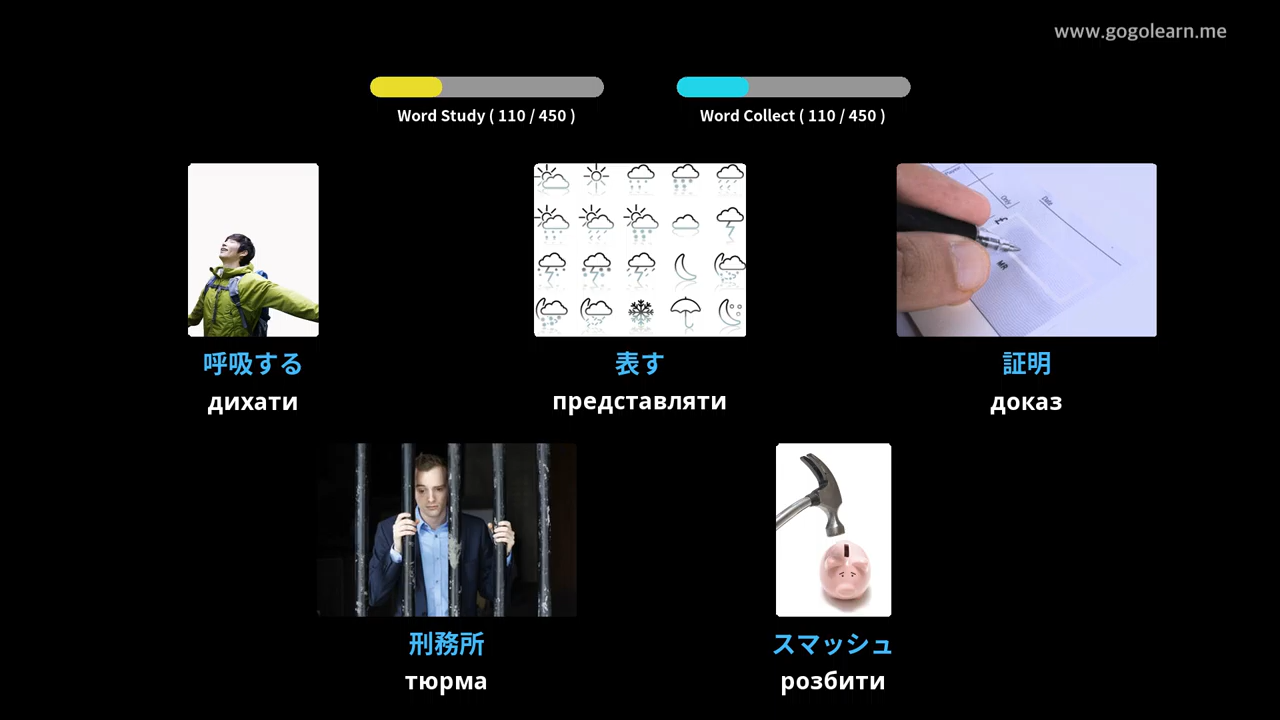 www.gogolearn.me
Word Study ( 110 / 450 )
Word Collect ( 110 / 450 )
呼吸する
дихати
表す
представляти
証明
доказ
刑務所
тюрма
スマッシュ
розбити